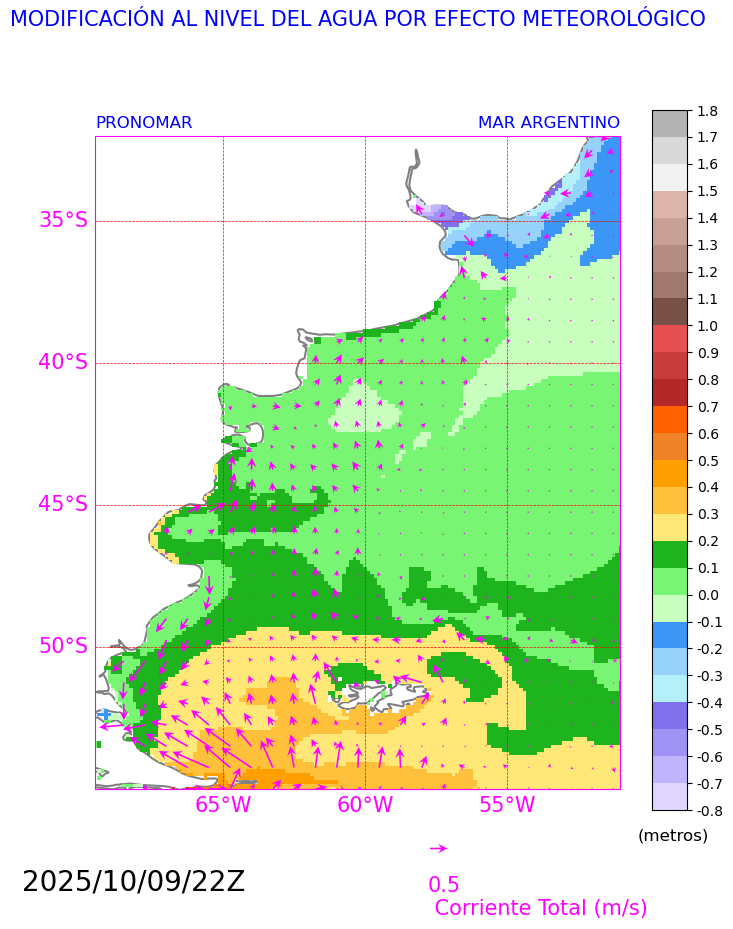 MODIFICACIÓN AL NIVEL DEL AGUA POR EFECTO METEOROLÓGICO
PRONOMAR MAR ARGENTINO
35°S
40°S
45°S
50°S
65°W 60°W 55°W
1.8
1.7
1.6
1.5
1.4
1.3
1.2
1.1
1.0
0.9
0.8
0.7
0.6
0.5
0.4
0.3
0.2
0.1
0.0
-0.1
-0.2
-0.3
-0.4
-0.5
-0.6
-0.7
-0.8
(metros)
2025/10/09/22Z
0.5
Corriente Total (m/s)